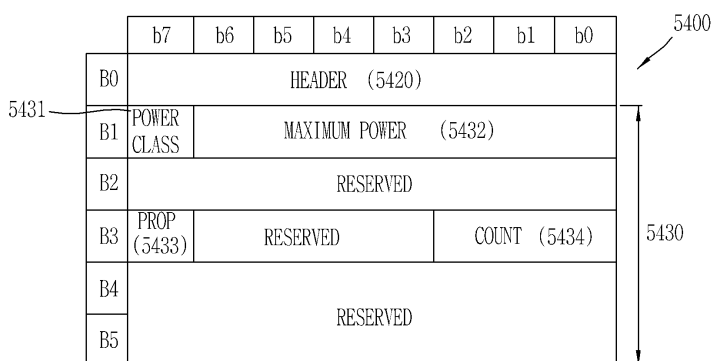 b7 b6 b5 b4 b3 b2 b1 b0
5400
B0 HEADER (5420)
5431
B1 POWER CLASS MAXIMUM POWER (5432)
B2 RESERVED
B3 PROP (5433) RESERVED COUNT (5434)
5430
B4
RESERVED
B5